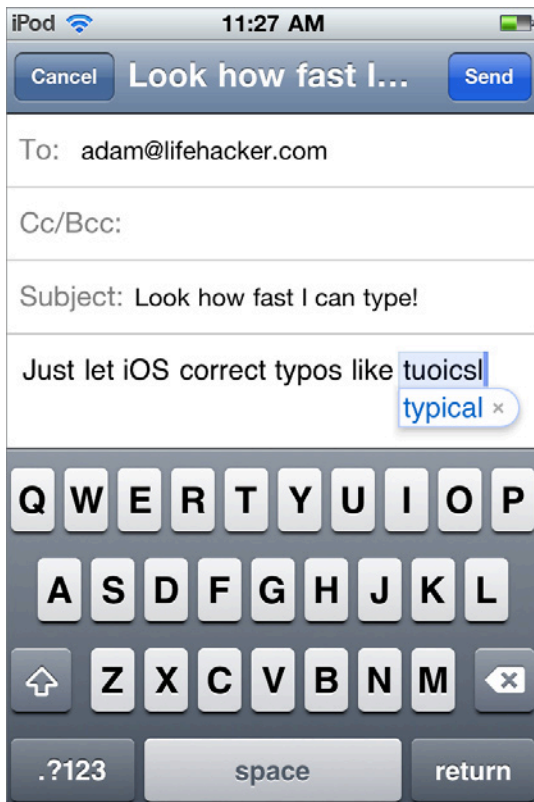 iPod 11:27 AM
Cancel Look how fast I... Send
To: adam@lifehacker.com
Cc/Bcc:
Subject: Look how fast I can type!
Just let iOS correct typos like tuoicsl
typical ×
Q W E R T Y U I O P
A S D F G H J K L
Z X C V B N M
.?123 space return